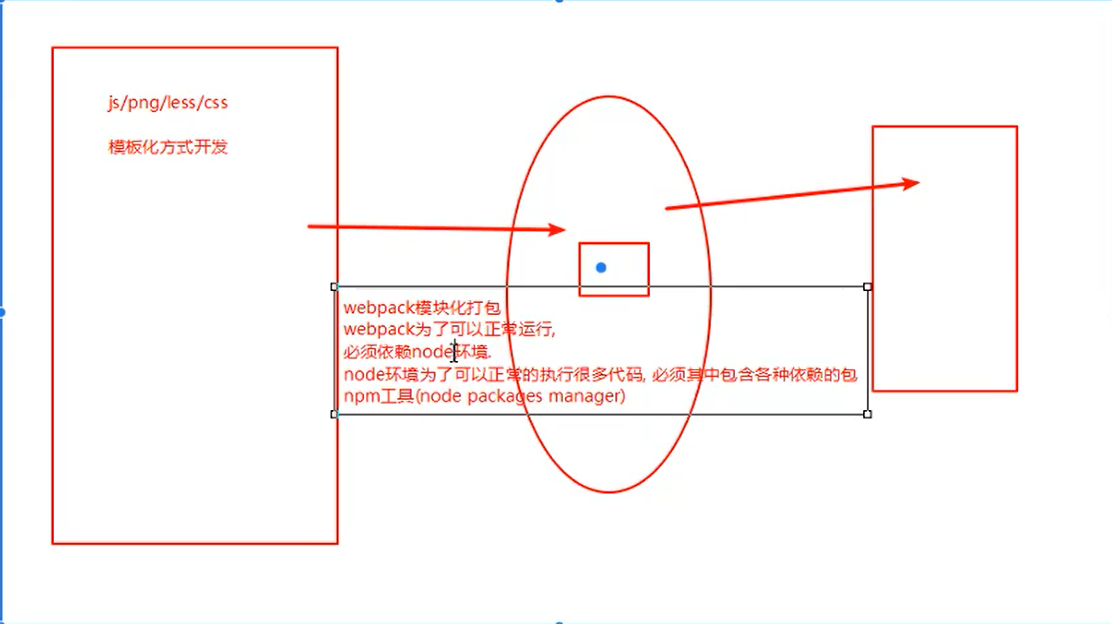 js/png/less/css
模板化方式开发
webpack模块化打包
webpack为了可以正常运行,
必须依赖node环境.
node环境为了可以正常的执行很多代码, 必须其中包含各种依赖的包
npm工具(node packages manager)